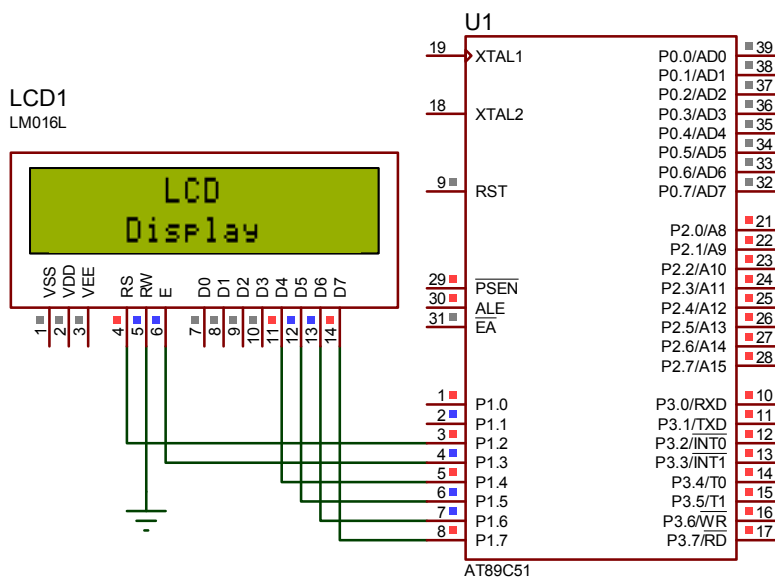 LCD1
LM016L
LCD
Display
VSS
VDD
VEE
RS
RW
E
D0
D1
D2
D3
D4
D5
D6
D7
1
2
3
4
5
6
7
8
9
10
11
12
13
14
U1
19 XTAL1
18 XTAL2
9 RST
29 PSEN
30 ALE
31 EA
1 P1.0
2 P1.1
3 P1.2
4 P1.3
5 P1.4
6 P1.5
7 P1.6
8 P1.7
P0.0/AD0 39
P0.1/AD1 38
P0.2/AD2 37
P0.3/AD3 36
P0.4/AD4 35
P0.5/AD5 34
P0.6/AD6 33
P0.7/AD7 32
P2.0/A8 21
P2.1/A9 22
P2.2/A10 23
P2.3/A11 24
P2.4/A12 25
P2.5/A13 26
P2.6/A14 27
P2.7/A15 28
P3.0/RXD 10
P3.1/TXD 11
P3.2/INT0 12
P3.3/INT1 13
P3.4/T0 14
P3.5/T1 15
P3.6/WR 16
P3.7/RD 17
AT89C51